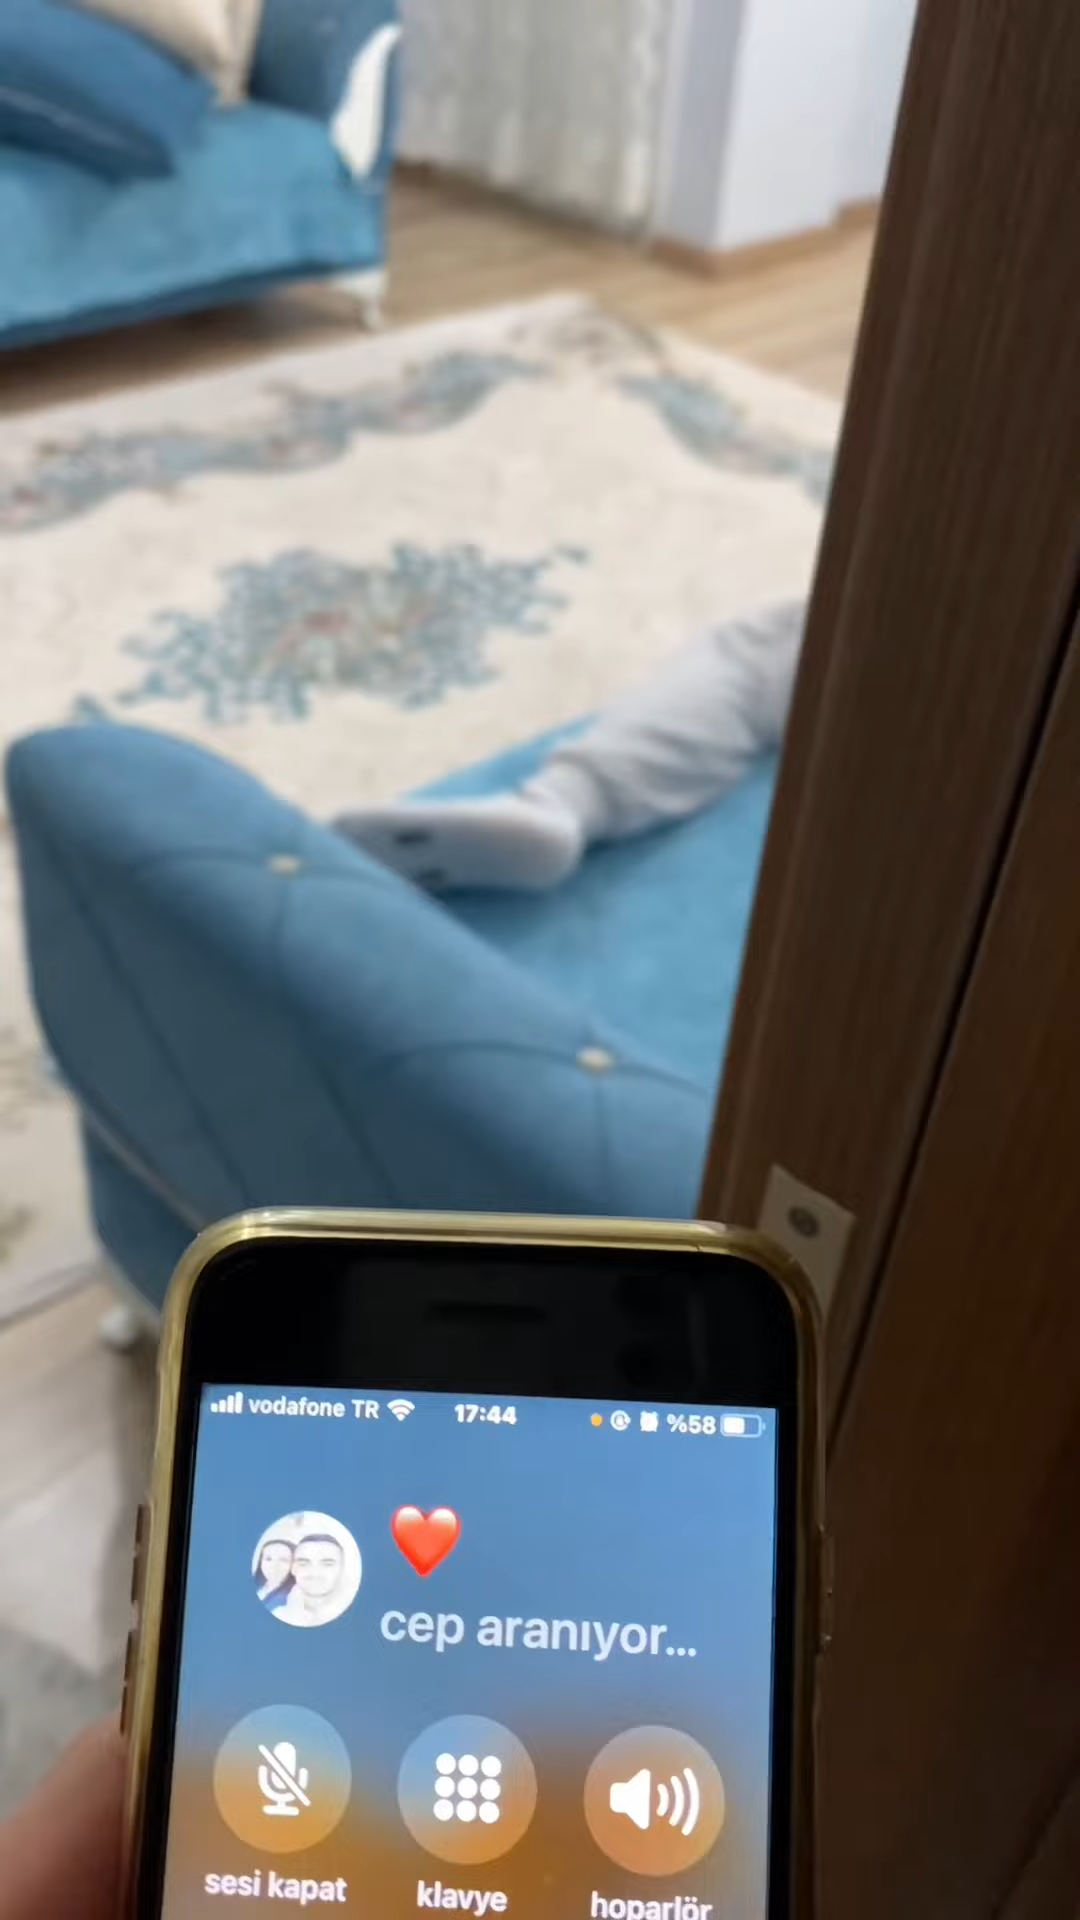 vodafone TR 17:44 %58
❤️
cep aranıyor...
sesi kapat klavye hoparlör